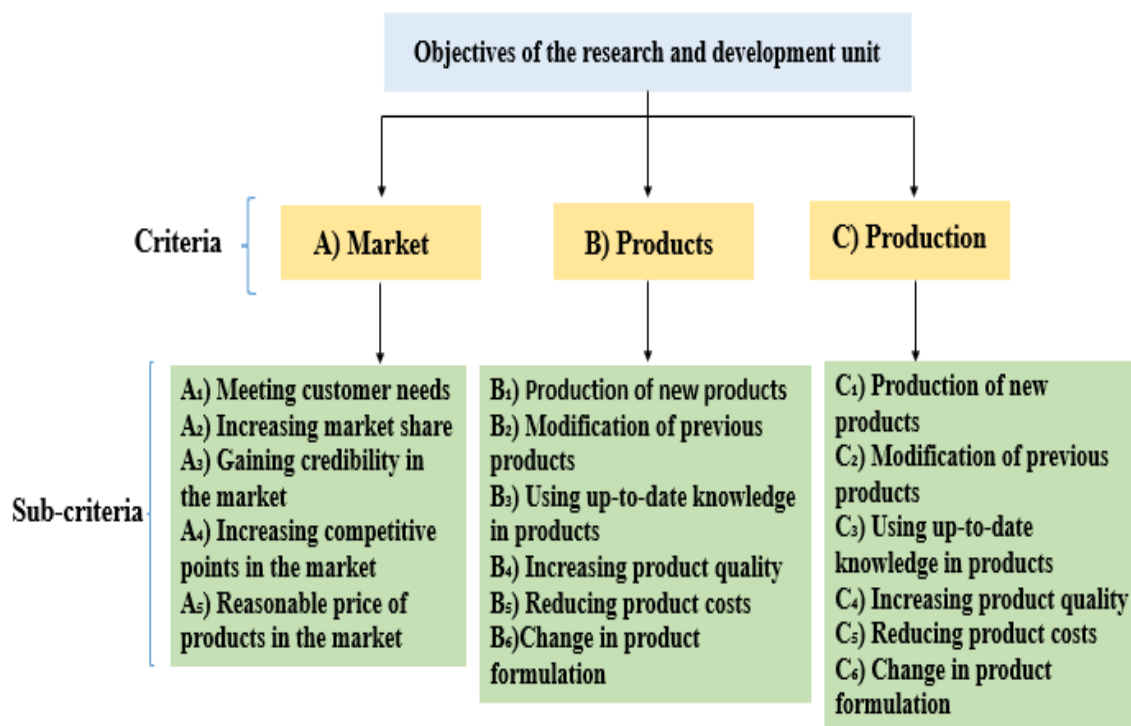 Objectives of the research and development unit
Criteria
A) Market
B) Products
C) Production
Sub-criteria
A₁) Meeting customer needs
A₂) Increasing market share
A₃) Gaining credibility in
the market
A₄) Increasing competitive
points in the market
A₅) Reasonable price of
products in the market
B₁) Production of new products
B₂) Modification of previous
products
B₃) Using up-to-date knowledge
in products
B₄) Increasing product quality
B₅) Reducing product costs
B₆)Change in product
formulation
C₁) Production of new
products
C₂) Modification of previous
products
C₃) Using up-to-date
knowledge in products
C₄) Increasing product quality
C₅) Reducing product costs
C₆) Change in product
formulation